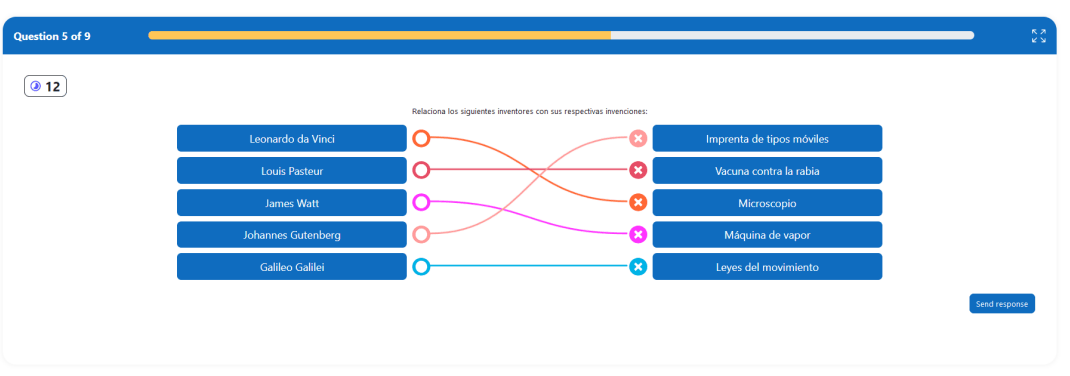 Question 5 of 9
12
Relaciona los siguientes inventores con sus respectivas invenciones:
Leonardo da Vinci
Imprenta de tipos móviles
Louis Pasteur
Vacuna contra la rabia
James Watt
Microscopio
Johannes Gutenberg
Máquina de vapor
Galileo Galilei
Leyes del movimiento
Send response